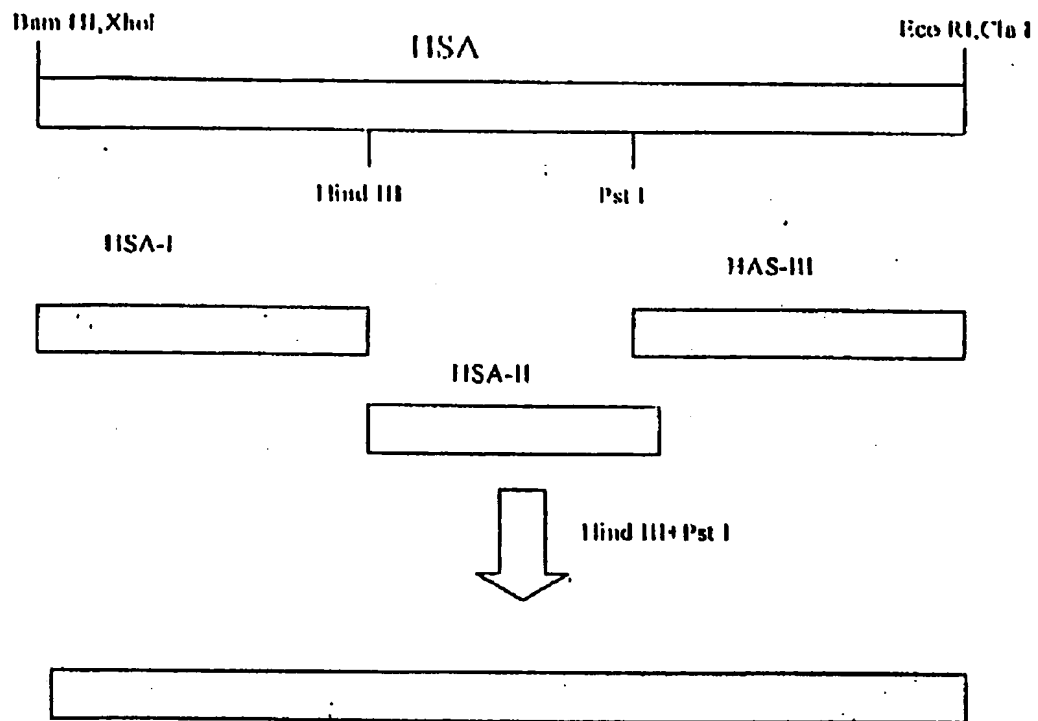 Bam HI,XhoI
Eco RI,Cla I
HSA
Hind III
Pst I
HSA-I
HAS-III
HSA-II
Hind III+Pst I